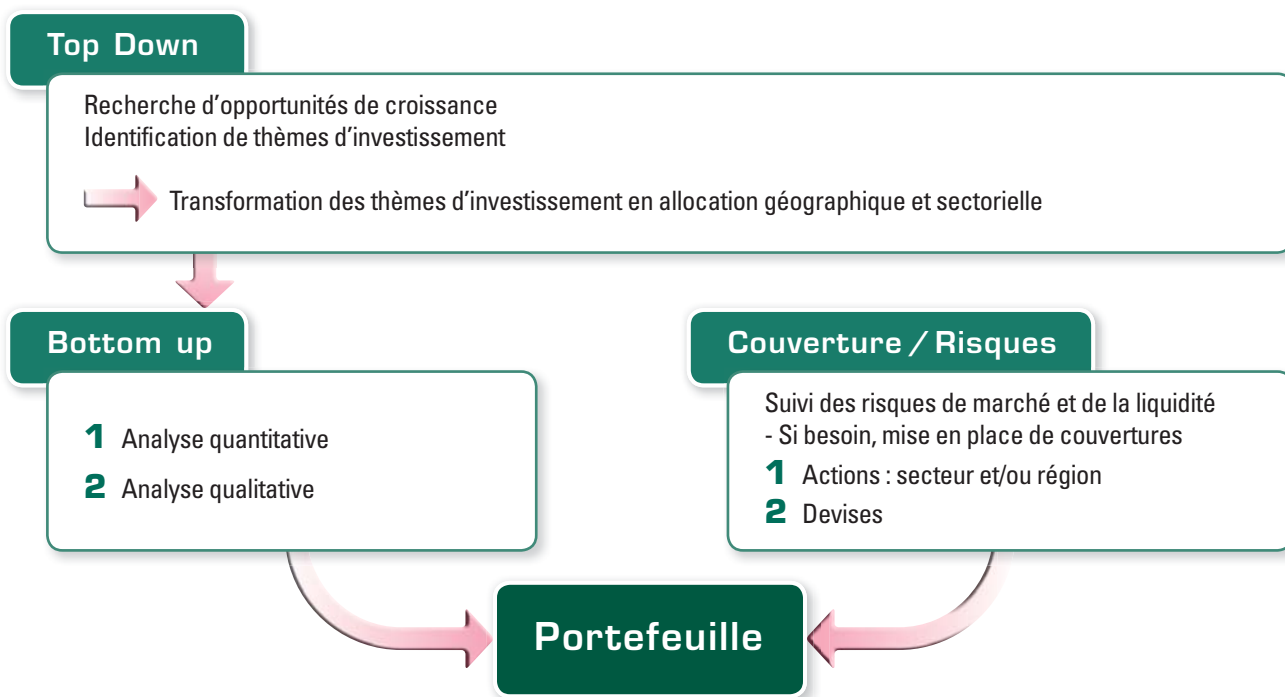 Top Down
Recherche d’opportunités de croissance
Identification de thèmes d’investissement
Transformation des thèmes d’investissement en allocation géographique et sectorielle
Bottom up
1 Analyse quantitative
2 Analyse qualitative
Couverture / Risques
Suivi des risques de marché et de la liquidité
- Si besoin, mise en place de couvertures
1 Actions : secteur et/ou région
2 Devises
Portefeuille